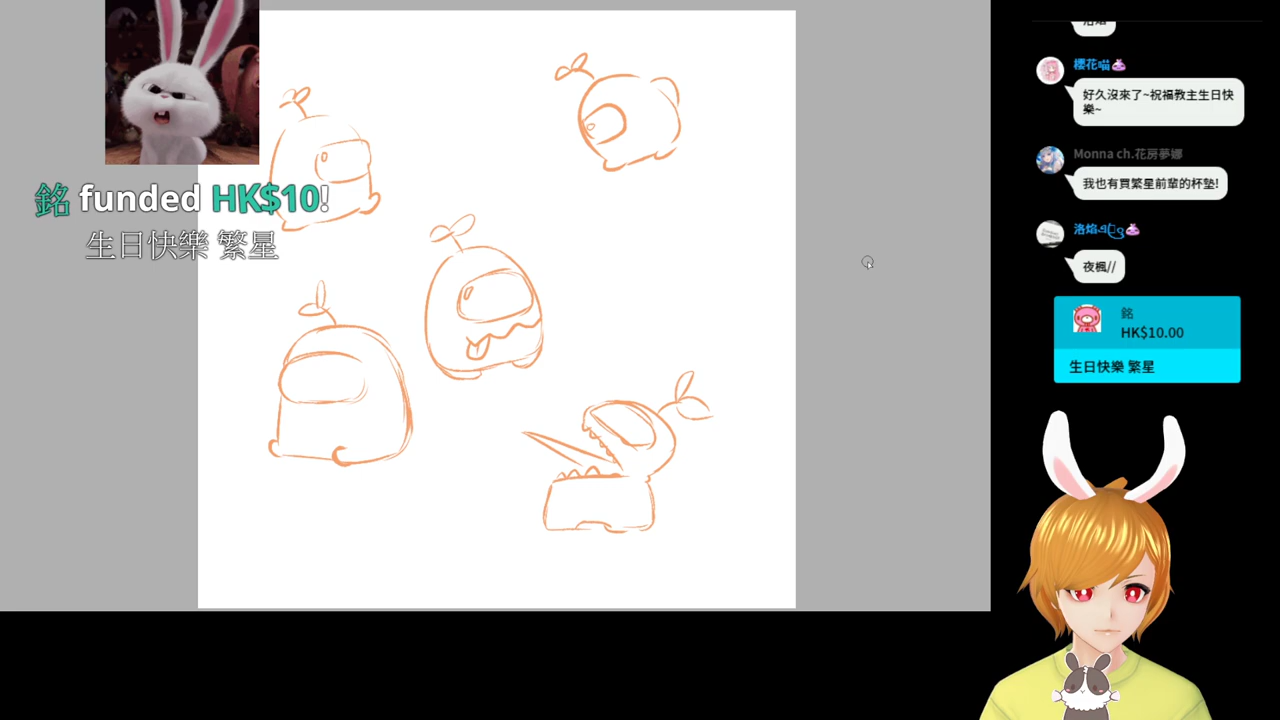 銘 funded HK$10!
生日快樂 繁星
櫻花喵
好久沒來了~祝福教主生日快
樂~
Monna ch.花房夢娜
我也有買繁星前輩的杯墊!
洛焰
夜楓//
銘
HK$10.00
生日快樂 繁星